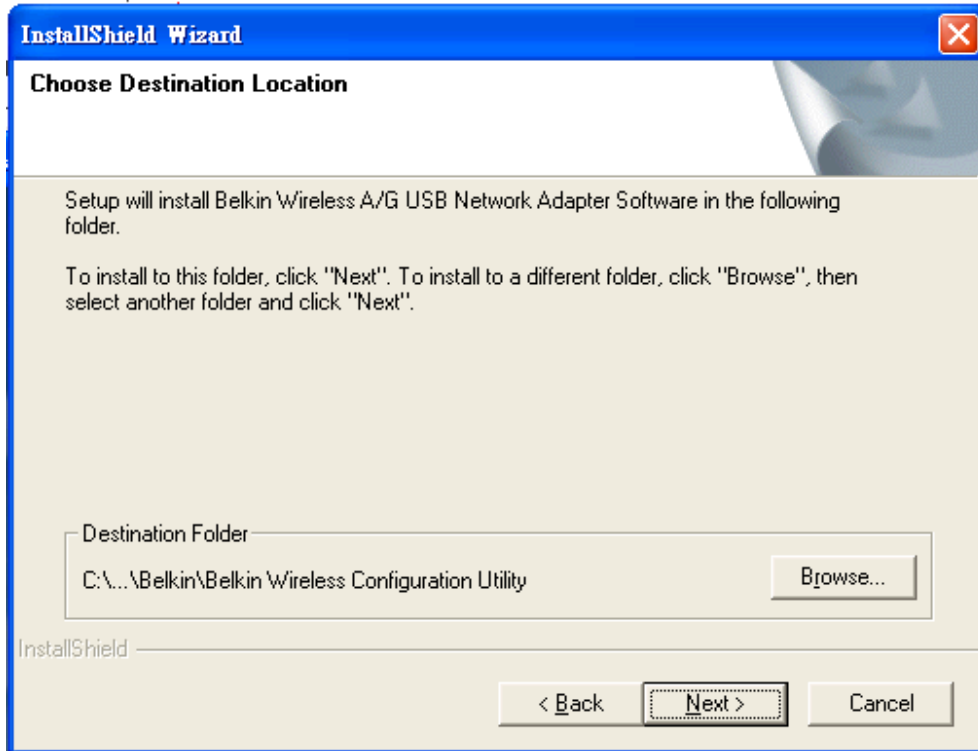 InstallShield Wizard
Choose Destination Location
Setup will install Belkin Wireless A/G USB Network Adapter Software in the following
folder.
To install to this folder, click "Next". To install to a different folder, click "Browse", then
select another folder and click "Next".
Destination Folder
C:\...\Belkin\Belkin Wireless Configuration Utility
Browse...
InstallShield
< Back
Next >
Cancel